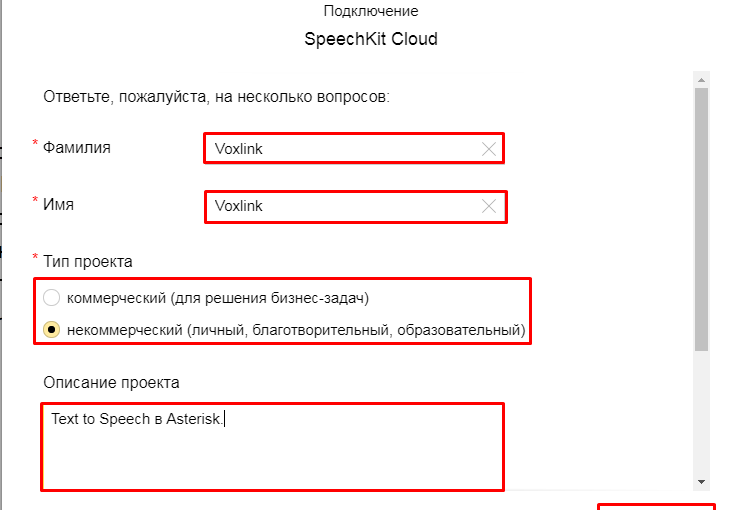 Подключение
SpeechKit Cloud
Ответьте, пожалуйста, на несколько вопросов:
* Фамилия Voxlink
* Имя Voxlink
* Тип проекта
коммерческий (для решения бизнес-задач)
некоммерческий (личный, благотворительный, образовательный)
Описание проекта
Text to Speech в Asterisk.